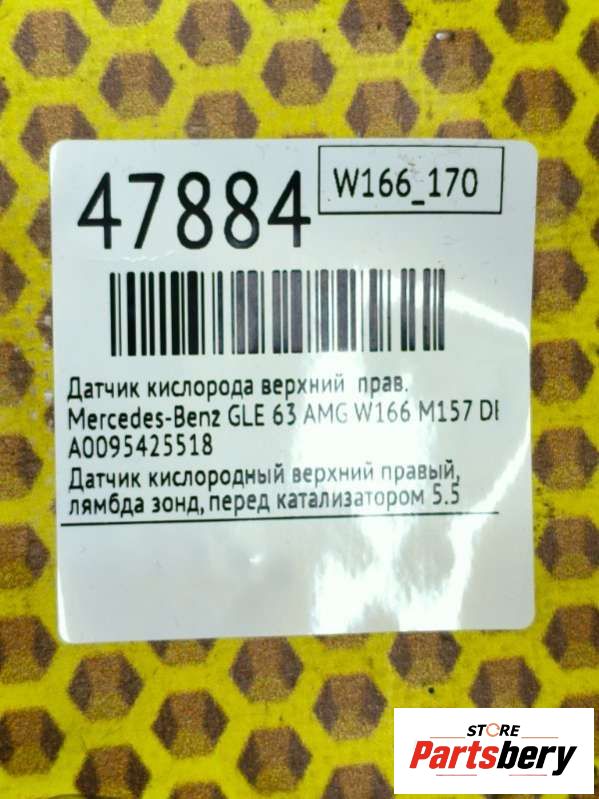 47884
W166_170
Датчик кислорода верхний прав.
Mercedes-Benz GLE 63 AMG W166 M157 DE
A0095425518
Датчик кислородный верхний правый,
лямбда зонд, перед катализатором 5.5
STORE
Partsbery